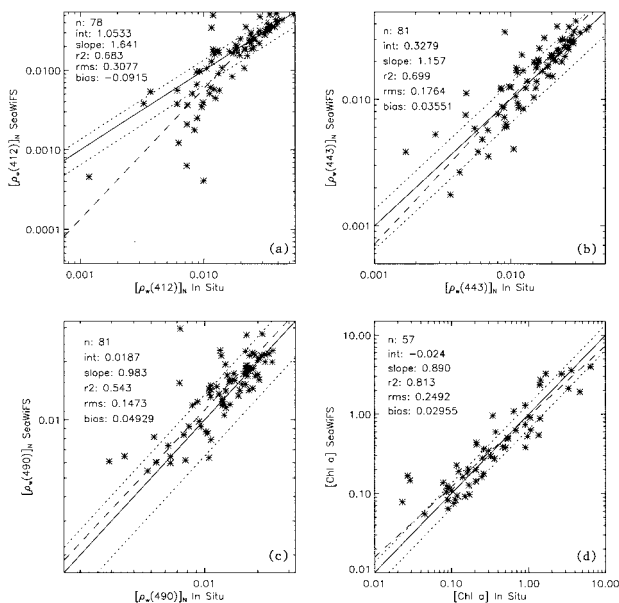 n: 78
int: 1.0533
slope: 1.641
r2: 0.683
rms: 0.3077
bias: -0.0915
0.0100
0.0010
0.0001
[ρw(412)]N SeaWiFS
0.001
0.010
[ρw(412)]N In Situ
(a)
n: 81
int: 0.3279
slope: 1.157
r2: 0.699
rms: 0.1764
bias: 0.03551
0.010
0.001
[ρw(443)]N SeaWiFS
0.001
0.010
[ρw(443)]N In Situ
(b)
n: 81
int: 0.0187
slope: 0.983
r2: 0.543
rms: 0.1473
bias: 0.04929
0.01
[ρw(490)]N SeaWiFS
0.01
[ρw(490)]N In Situ
(c)
n: 57
int: -0.024
slope: 0.890
r2: 0.813
rms: 0.2492
bias: 0.02955
15.00
1.00
0.10
0.01
[Chl a] SeaWiFS
0.01
0.10
1.00
10.00
[Chl a] In Situ
(d)